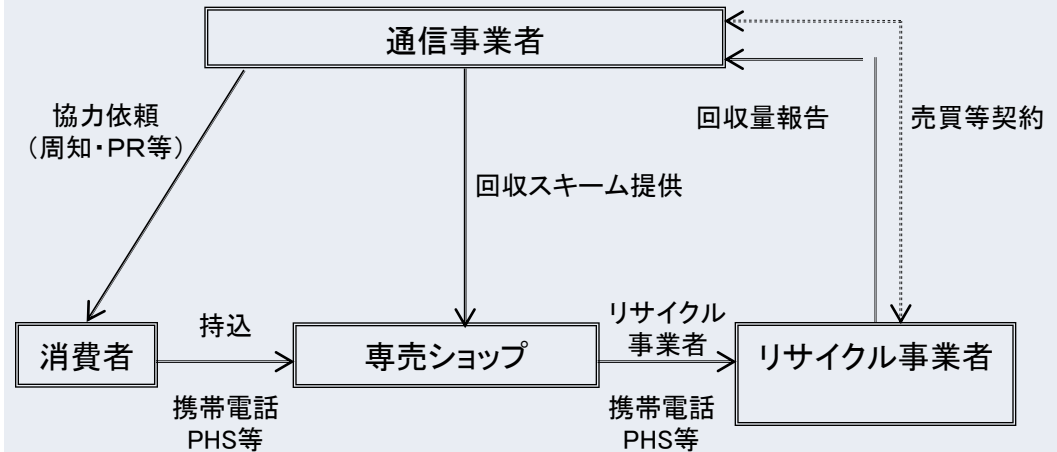 通信事業者
協力依頼
（周知・PR等）
回収量報告
売買等契約
回収スキーム提供
消費者
持込
携帯電話
PHS等
専売ショップ
リサイクル
事業者
携帯電話
PHS等
リサイクル事業者